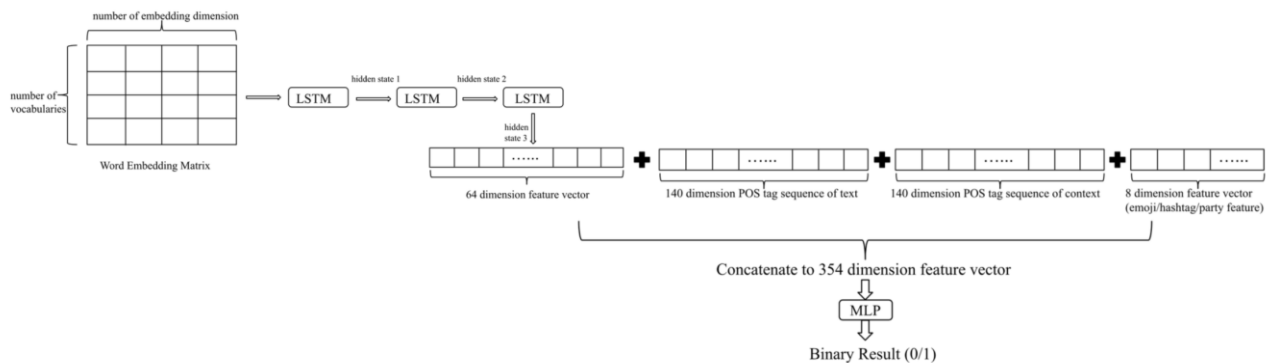 number of embedding dimension
number of
vocabularies
Word Embedding Matrix
LSTM
hidden state 1
LSTM
hidden state 2
LSTM
hidden
state 3
......
64 dimension feature vector
......
140 dimension POS tag sequence of text
......
140 dimension POS tag sequence of context
......
8 dimension feature vector
(emoji/hashtag/party feature)
Concatenate to 354 dimension feature vector
MLP
Binary Result (0/1)